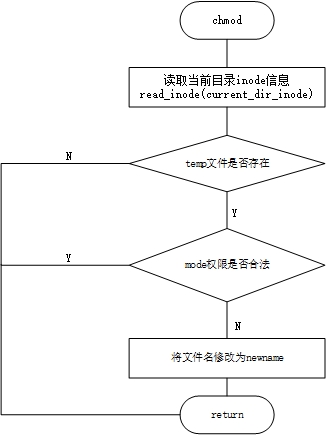 chmod
读取当前目录inode信息
read_inode(current_dir_inode)
N
temp文件是否存在
Y
Y
mode权限是否合法
N
将文件名修改为newname
return